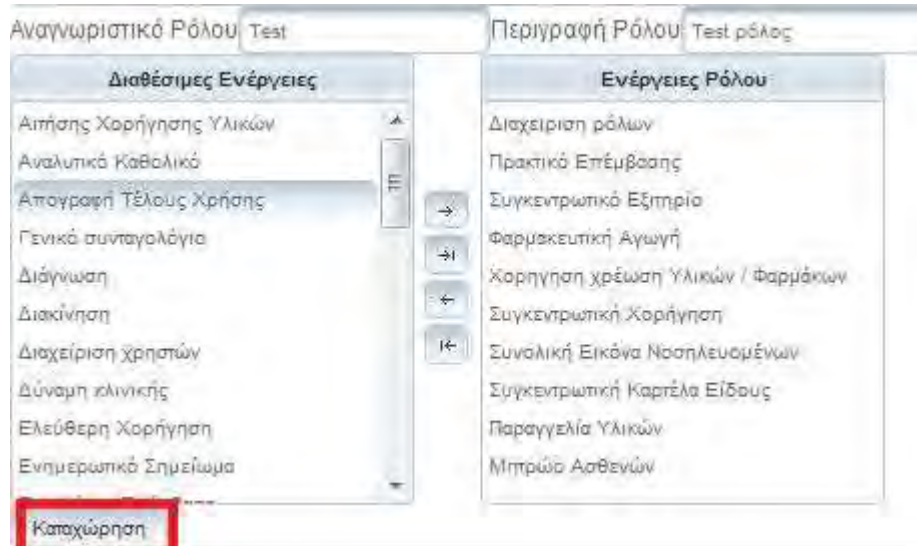 Αναγνωριστικό Ρόλου Test Περιγραφή Ρόλου Test ρόλος
Διαθέσιμες Ενέργειες
Αιτήσης Χορήγησης Υλικών
Αναλυτικό Καθολικό
Απογραφή Τέλους Χρήσης
Γενικό συνταγολόγιο
Διάγνωση
Διακίνηση
Διαχείριση χρηστών
Δύναμη κλινικής
Ελεύθερη Χορήγηση
Ενημερωτικό Σημείωμα
Ενέργειες Ρόλου
Διαχειριση ρόλων
Πρακτικό Επέμβασης
Συγκεντρωτικό Εξιτηρίο
Φαρμακευτική Αγωγή
Χορηγηση χρέωση Υλικών / Φαρμάκων
Συγκεντρωτική Χορήγηση
Συνολική Εικόνα Νοσηλευομένων
Συγκεντρωτική Καρτέλα Είδους
Παραγγελία Υλικών
Μητρώο Ασθενών
Καταχώρηση